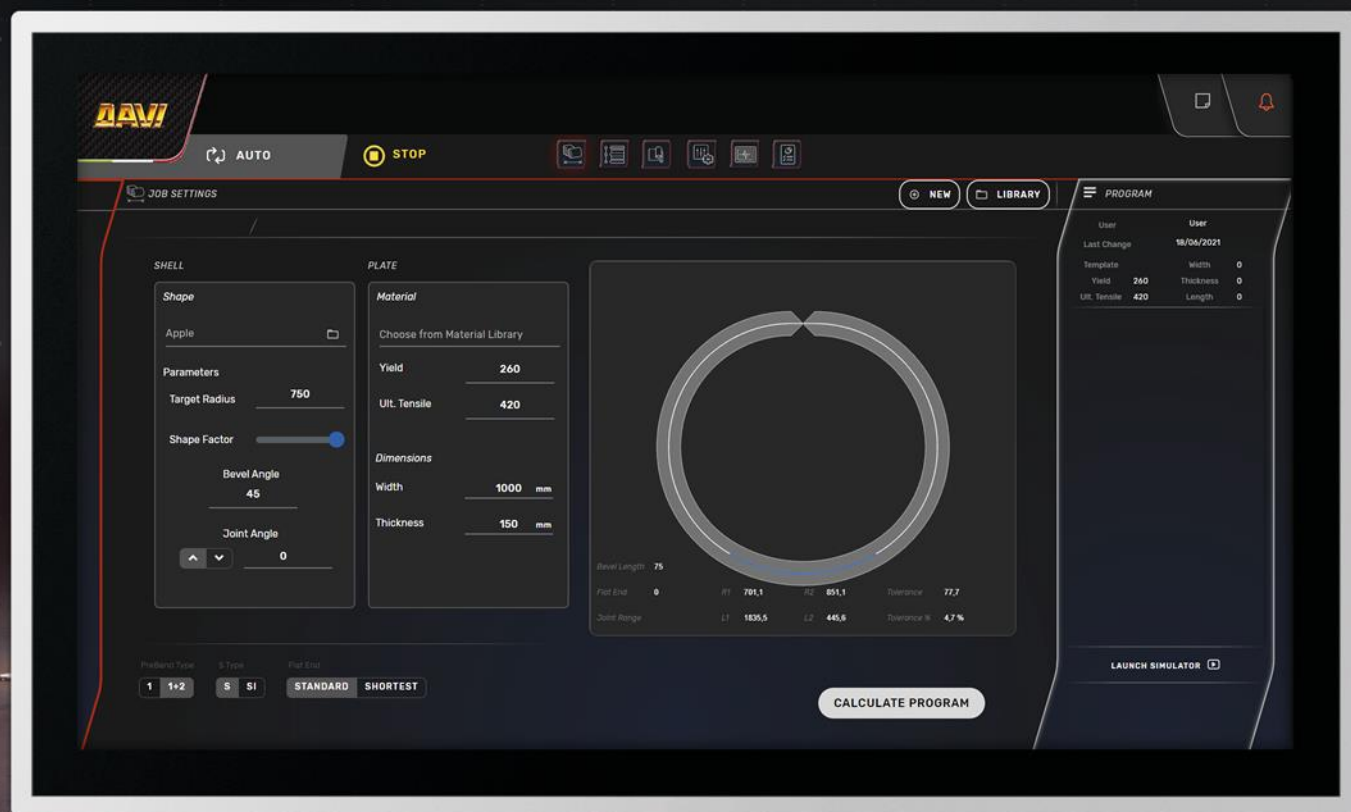 DAVI
AUTO
STOP
JOB SETTINGS
NEW
LIBRARY
PROGRAM
User User
Last Change 18/06/2021
Template Width 0
Yield 260 Thickness 0
Ult. Tensile 420 Length 0
SHELL
Shape
Apple
Parameters
Target Radius 750
Shape Factor
Bevel Angle
45
Joint Angle
0
PLATE
Material
Choose from Material Library
Yield 260
Ult. Tensile 420
Dimensions
Width 1000 mm
Thickness 150 mm
Bevel Length 75
Flat End 0 R1 701,1 R2 851,1 Tolerance 77,7
Joint Range L1 1835,5 L2 445,6 Tolerance % 4,7 %
PreBend Type S Type Flat End
1 1+2 S SI STANDARD SHORTEST
CALCULATE PROGRAM
LAUNCH SIMULATOR